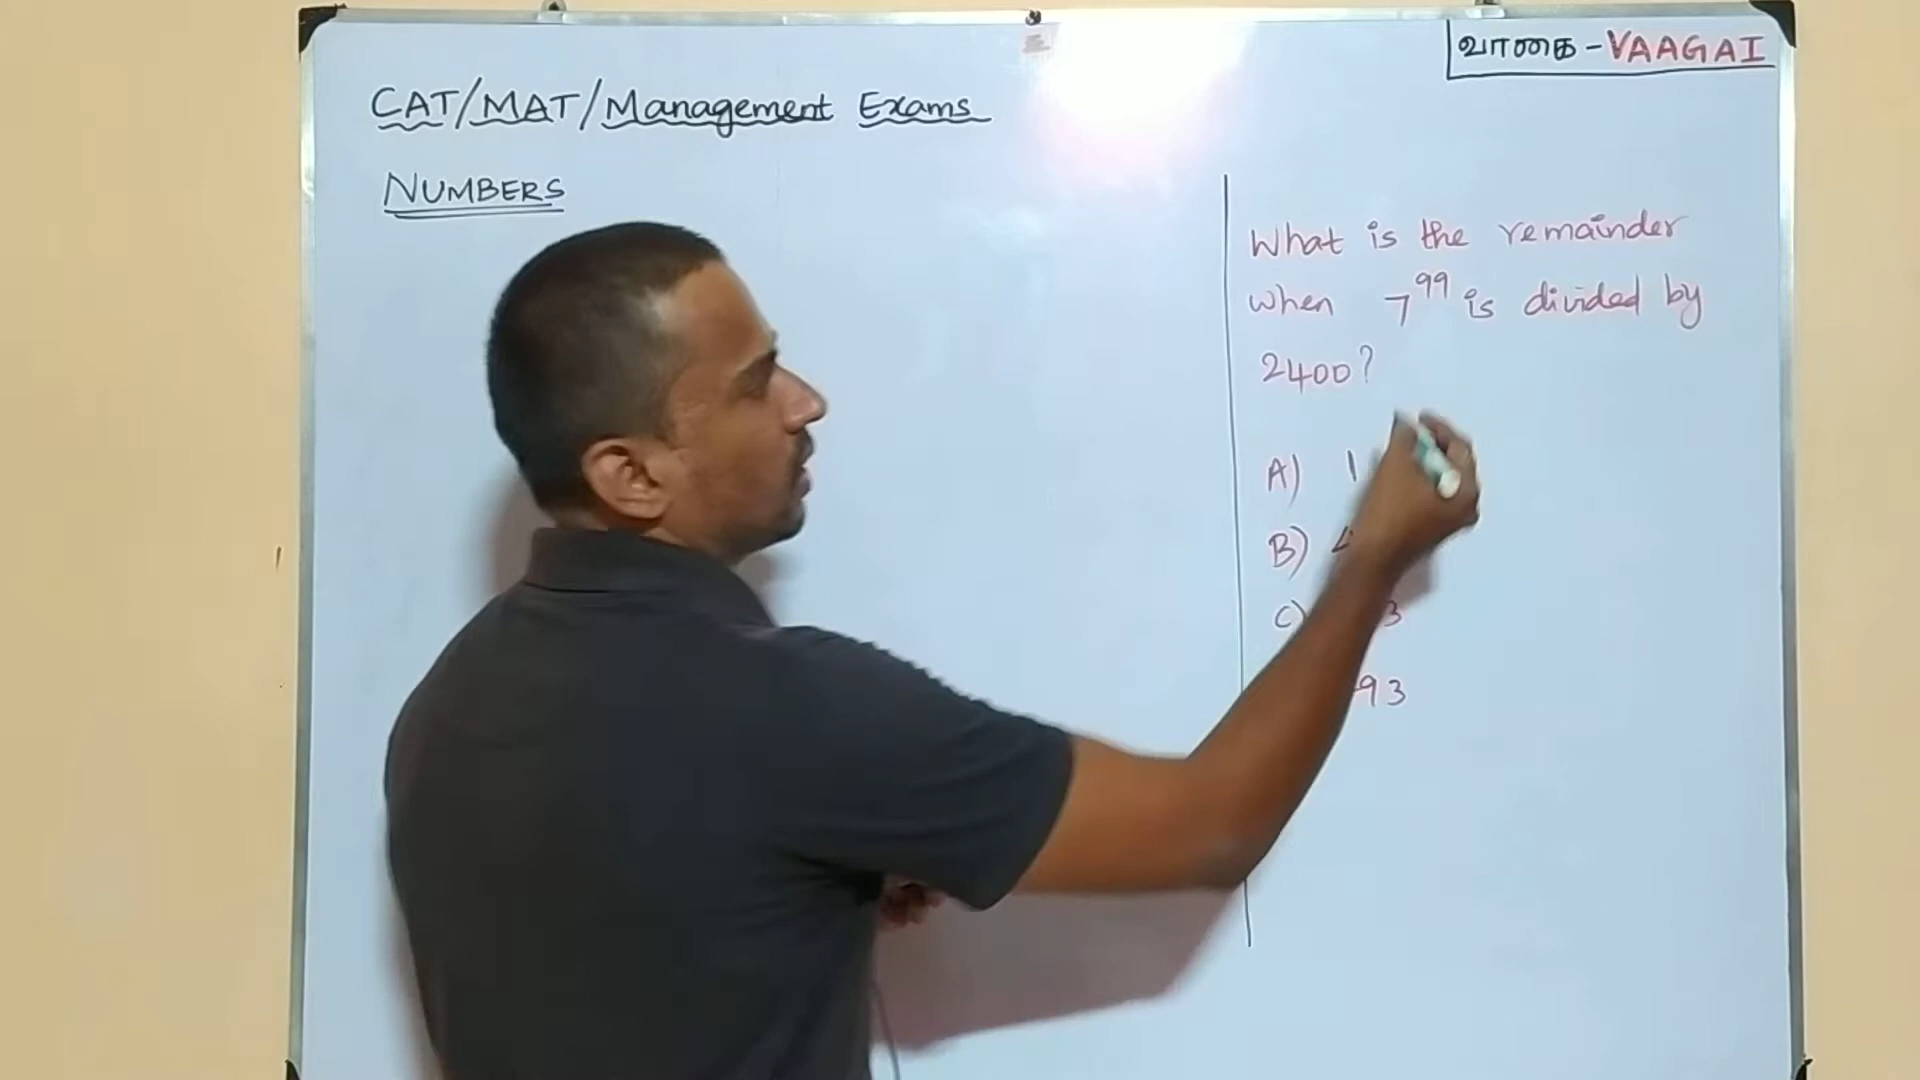 வாகை - VAAGAI
CAT/MAT/Management Exams
NUMBERS
What is the remainder
when 7^99 is divided by
2400?
A) 1
B)
C) 3
93